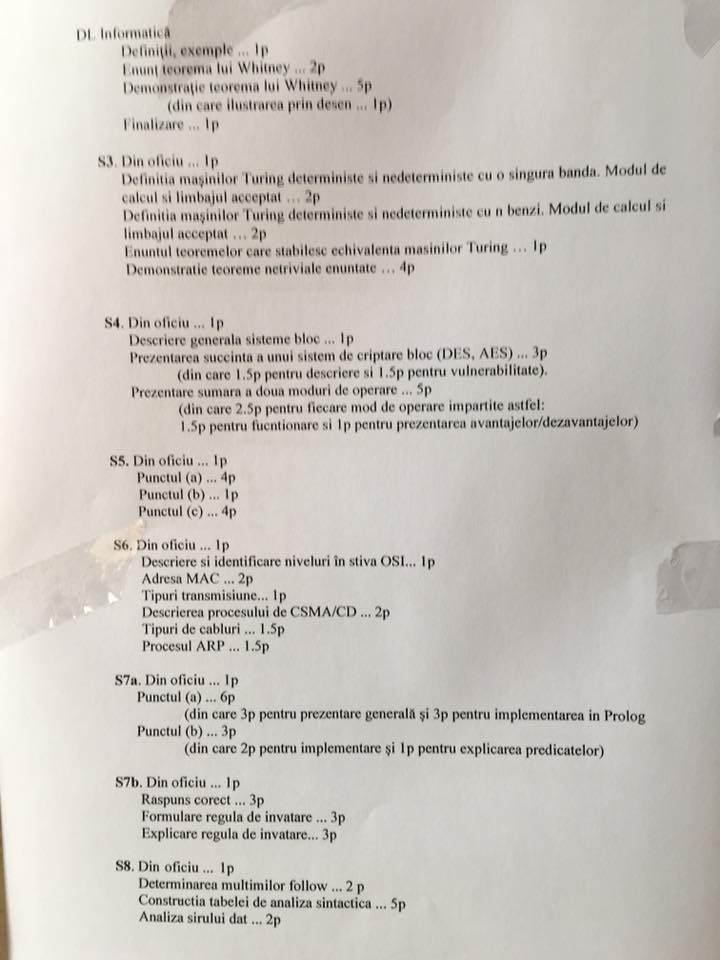 DL Informatică
Definiţii, exemple ... 1p
Enunţ teorema lui Whitney ... 2p
Demonstraţie teorema lui Whitney ... 5p
(din care ilustrarea prin desen ... 1p)
Finalizare ... 1p
S3. Din oficiu ... 1p
Definitia maşinilor Turing deterministe si nedeterministe cu o singura banda. Modul de
calcul si limbajul acceptat ... 2p
Definitia maşinilor Turing deterministe si nedeterministe cu n benzi. Modul de calcul si
limbajul acceptat ... 2p
Enuntul teoremelor care stabilesc echivalenta masinilor Turing ... 1p
Demonstratie teoreme netriviale enuntate ... 4p
S4. Din oficiu ... 1p
Descriere generala sisteme bloc ... 1p
Prezentarea succinta a unui sistem de criptare bloc (DES, AES) ... 3p
(din care 1.5p pentru descriere si 1.5p pentru vulnerabilitate).
Prezentare sumara a doua moduri de operare ... 5p
(din care 2.5p pentru fiecare mod de operare impartite astfel:
1.5p pentru fucntionare si 1p pentru prezentarea avantajelor/dezavantajelor)
S5. Din oficiu ... 1p
Punctul (a) ... 4p
Punctul (b) ... 1p
Punctul (c) ... 4p
S6. Din oficiu ... 1p
Descriere si identificare niveluri în stiva OSI... 1p
Adresa MAC ... 2p
Tipuri transmisiune... 1p
Descrierea procesului de CSMA/CD ... 2p
Tipuri de cabluri ... 1.5p
Procesul ARP ... 1.5p
S7a. Din oficiu ... 1p
Punctul (a) ... 6p
(din care 3p pentru prezentare generală şi 3p pentru implementarea in Prolog
Punctul (b) ... 3p
(din care 2p pentru implementare şi 1p pentru explicarea predicatelor)
S7b. Din oficiu ... 1p
Raspuns corect ... 3p
Formulare regula de invatare ... 3p
Explicare regula de invatare... 3p
S8. Din oficiu ... 1p
Determinarea multimilor follow ... 2 p
Constructia tabelei de analiza sintactica ... 5p
Analiza sirului dat ... 2p